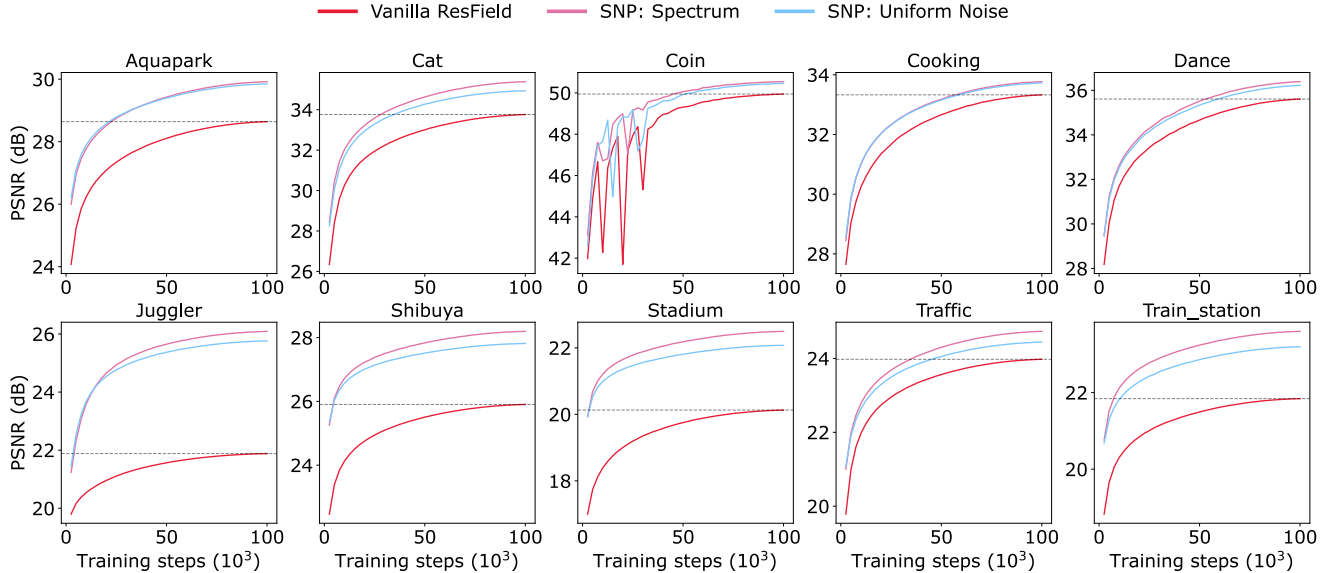 Vanilla ResField SNP: Spectrum SNP: Uniform Noise
Aquapark Cat Coin Cooking Dance
PSNR (dB)
30
28
26
24
0 50 100
36
34
32
30
28
26
0 50 100
50
48
46
44
42
0 50 100
34
32
30
28
0 50 100
36
34
32
30
28
0 50 100
Juggler Shibuya Stadium Traffic Train_station
PSNR (dB)
26
24
22
20
0 50 100
28
26
24
0 50 100
22
20
18
0 50 100
24
22
20
0 50 100
22
20
0 50 100
Training steps (10³) Training steps (10³) Training steps (10³) Training steps (10³) Training steps (10³)